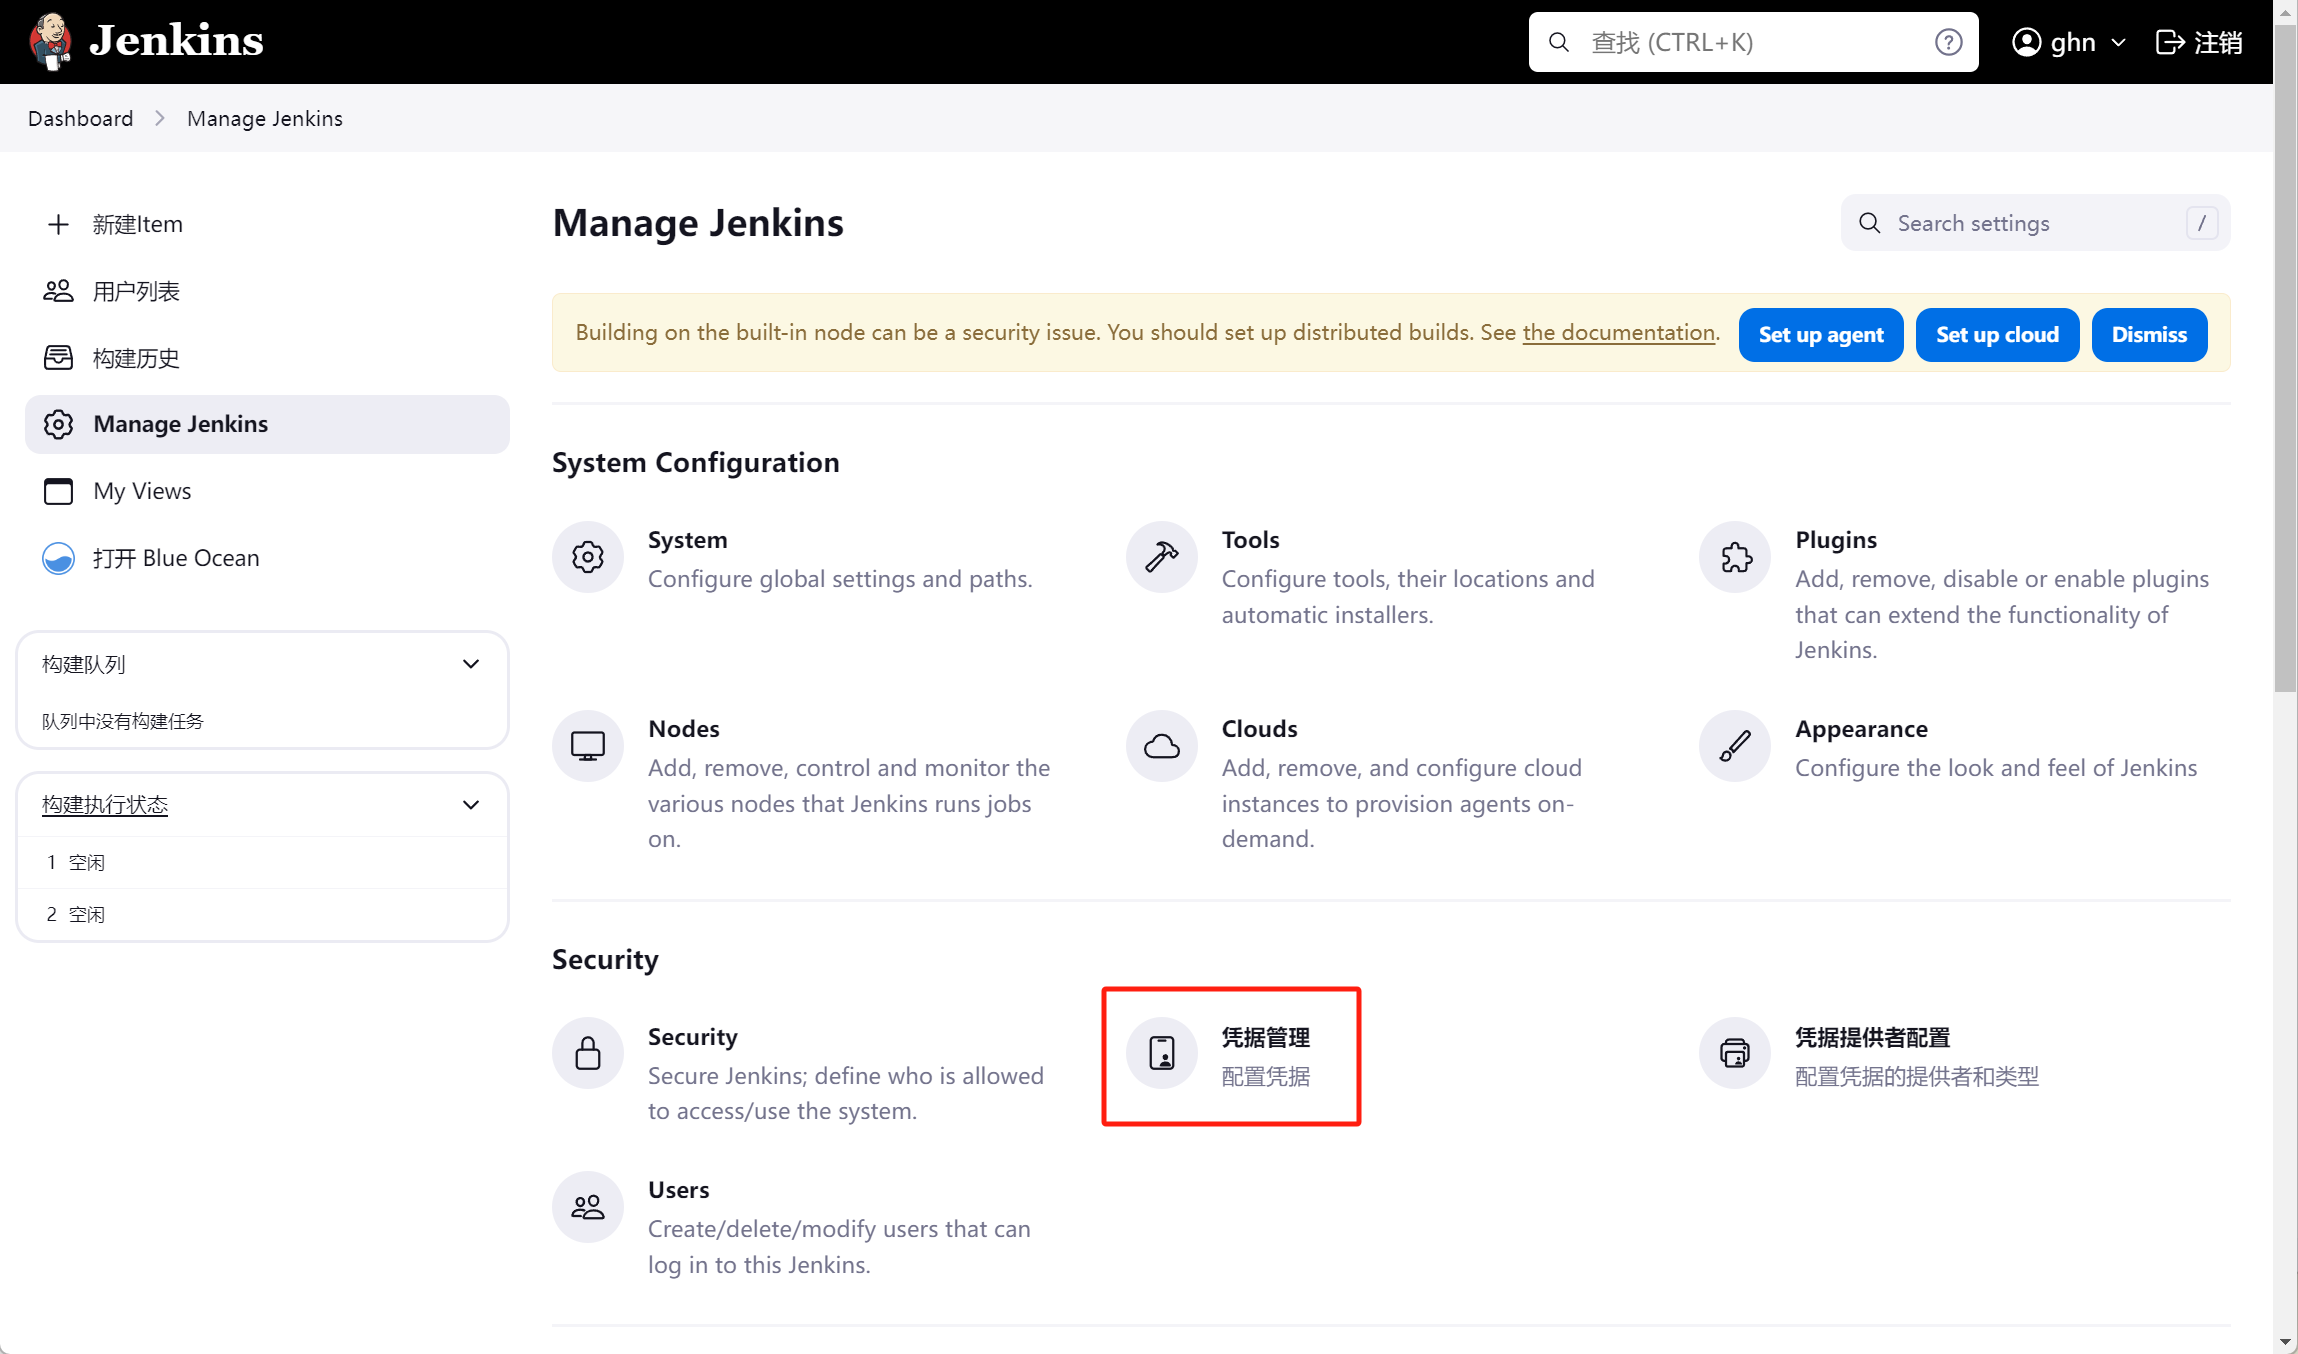 Jenkins
查找 (CTRL+K)
ghn
注销
Dashboard
Manage Jenkins
新建Item
用户列表
构建历史
Manage Jenkins
My Views
打开 Blue Ocean
构建队列
队列中没有构建任务
构建执行状态
1 空闲
2 空闲
Manage Jenkins
Search settings
/
Building on the built-in node can be a security issue. You should set up distributed builds. See the documentation.
Set up agent
Set up cloud
Dismiss
System Configuration
System
Configure global settings and paths.
Tools
Configure tools, their locations and
automatic installers.
Plugins
Add, remove, disable or enable plugins
that can extend the functionality of
Jenkins.
Nodes
Add, remove, control and monitor the
various nodes that Jenkins runs jobs
on.
Clouds
Add, remove, and configure cloud
instances to provision agents on-
demand.
Appearance
Configure the look and feel of Jenkins
Security
Security
Secure Jenkins; define who is allowed
to access/use the system.
凭据管理
配置凭据
凭据提供者配置
配置凭据的提供者和类型
Users
Create/delete/modify users that can
log in to this Jenkins.